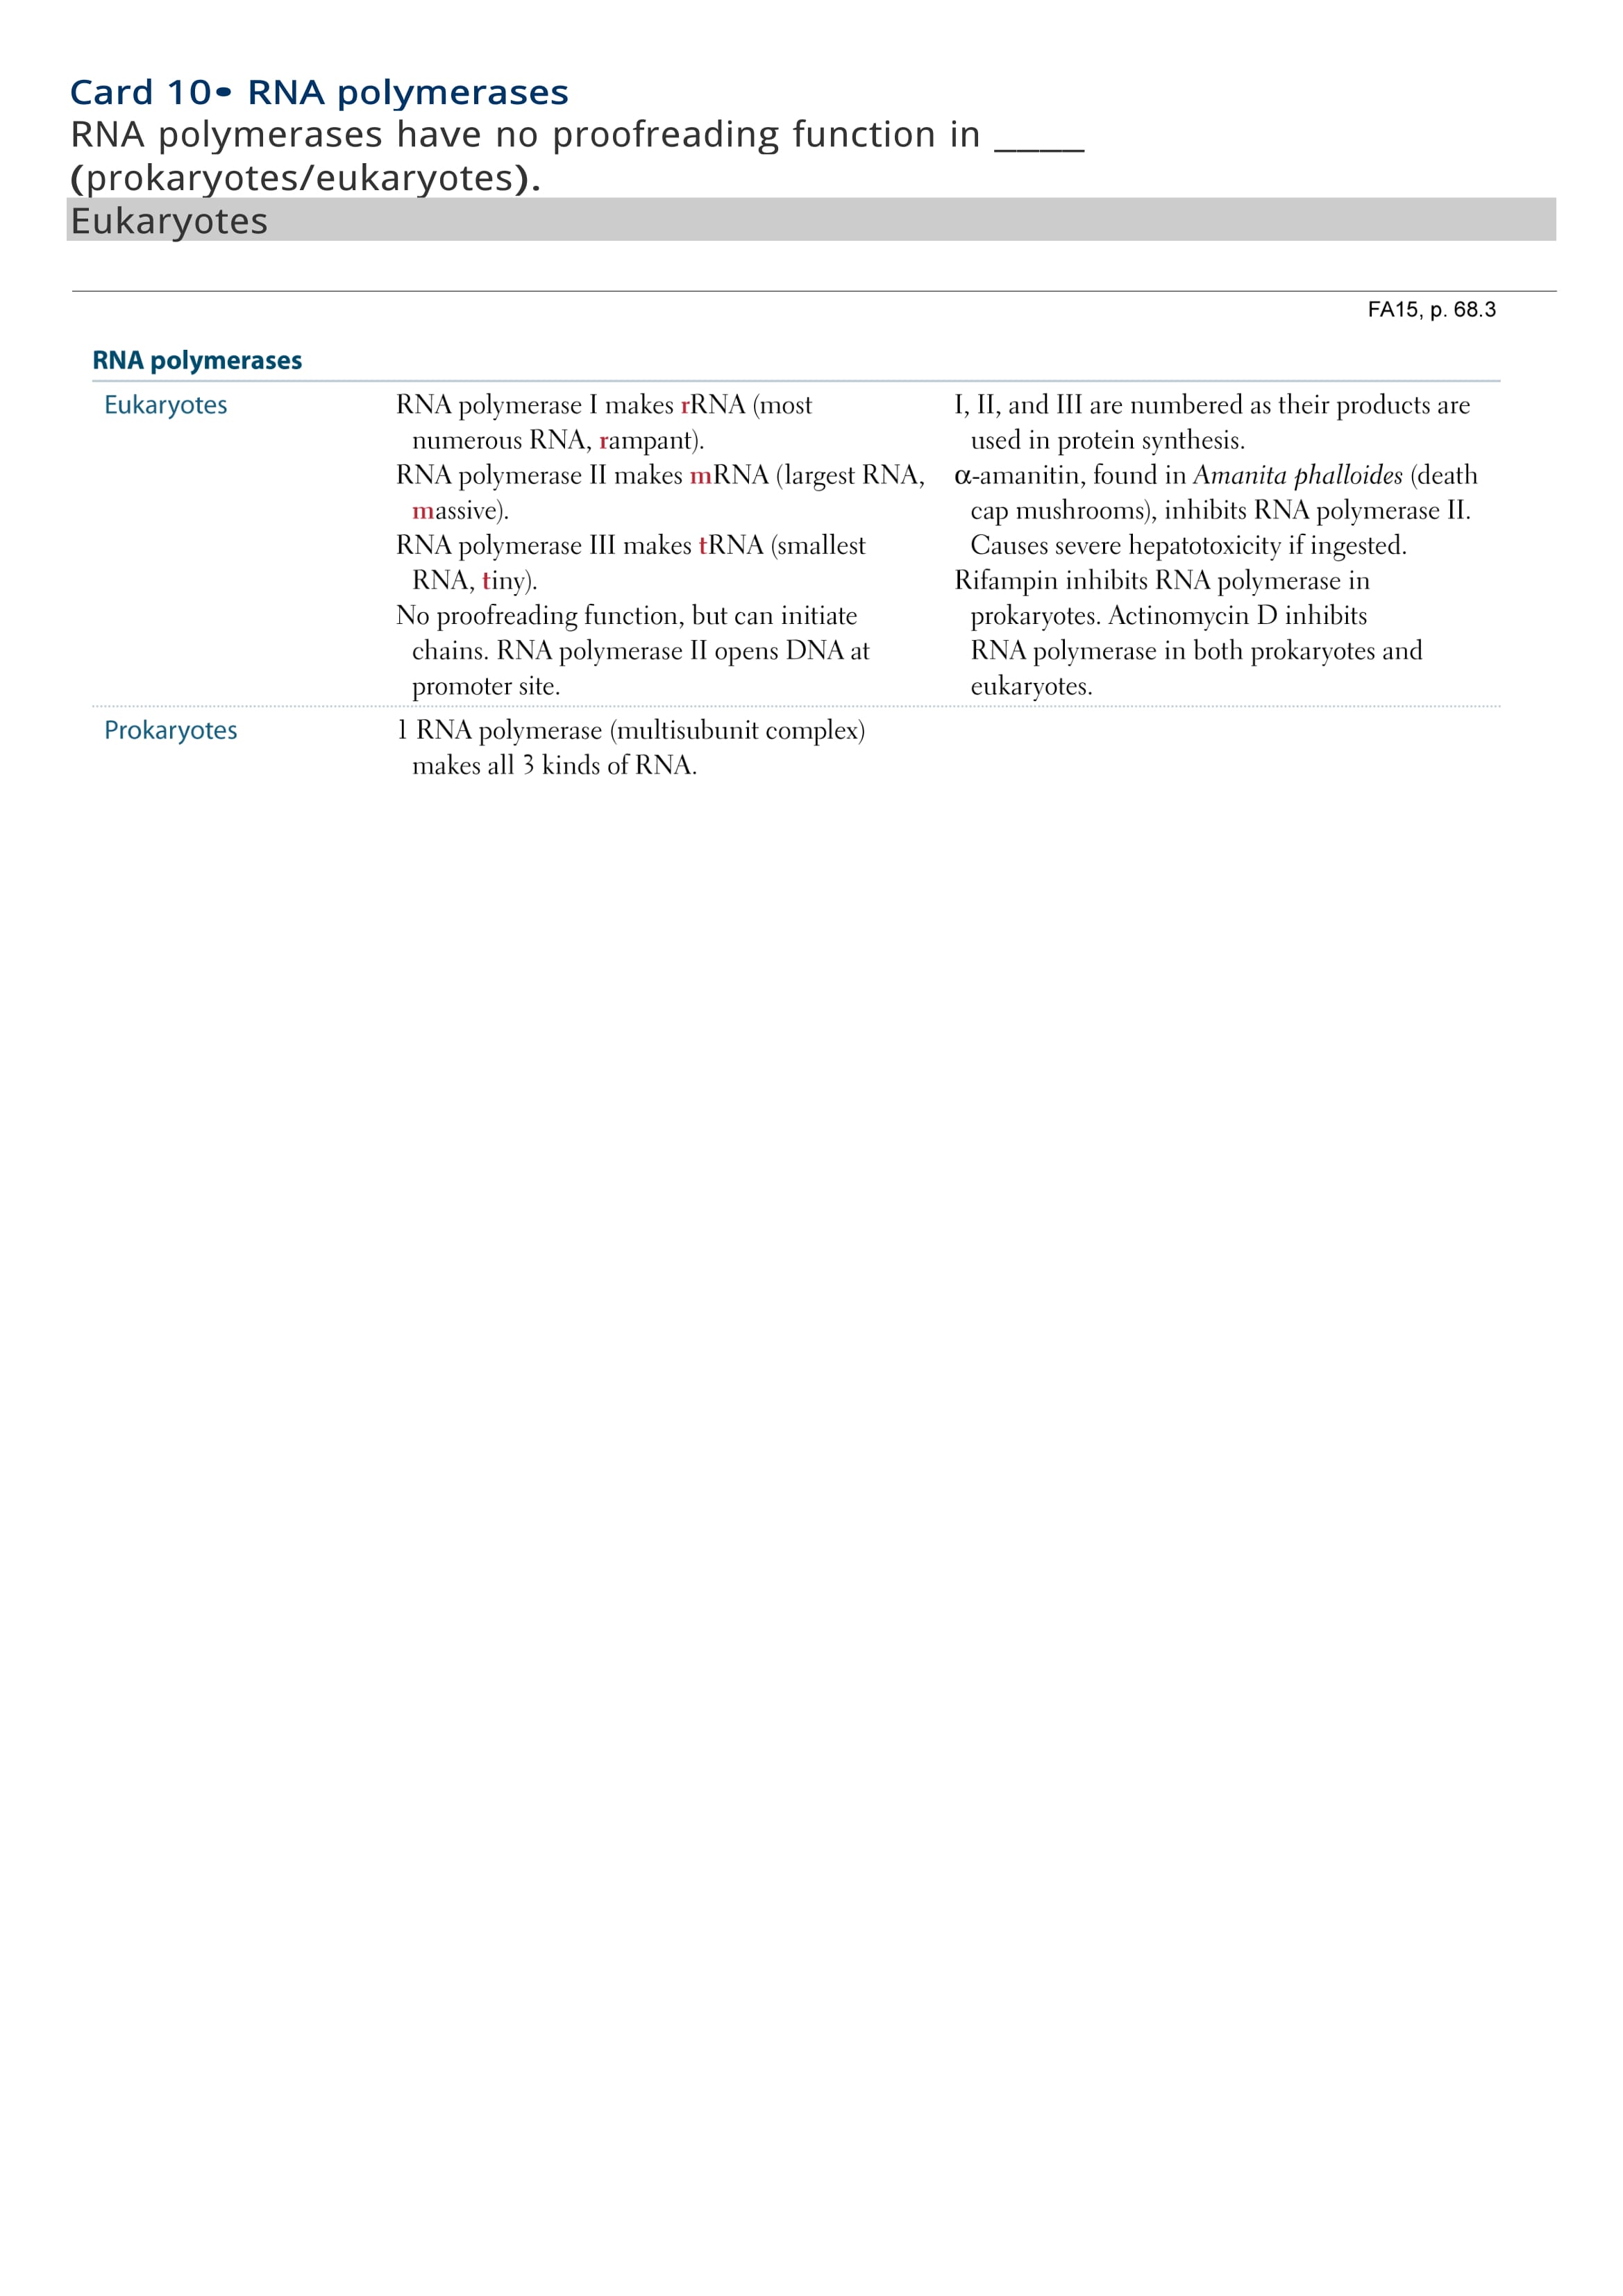 Card 10• RNA polymerases
RNA polymerases have no proofreading function in ____
(prokaryotes/eukaryotes).
Eukaryotes
FA15, p. 68.3
RNA polymerases
Eukaryotes
RNA polymerase I makes rRNA (most
numerous RNA, rampant).
RNA polymerase II makes mRNA (largest RNA,
massive).
RNA polymerase III makes tRNA (smallest
RNA, tiny).
No proofreading function, but can initiate
chains. RNA polymerase II opens DNA at
promoter site.
I, II, and III are numbered as their products are
used in protein synthesis.
α-amanitin, found in Amanita phalloides (death
cap mushrooms), inhibits RNA polymerase II.
Causes severe hepatotoxicity if ingested.
Rifampin inhibits RNA polymerase in
prokaryotes. Actinomycin D inhibits
RNA polymerase in both prokaryotes and
eukaryotes.
Prokaryotes
1 RNA polymerase (multisubunit complex)
makes all 3 kinds of RNA.